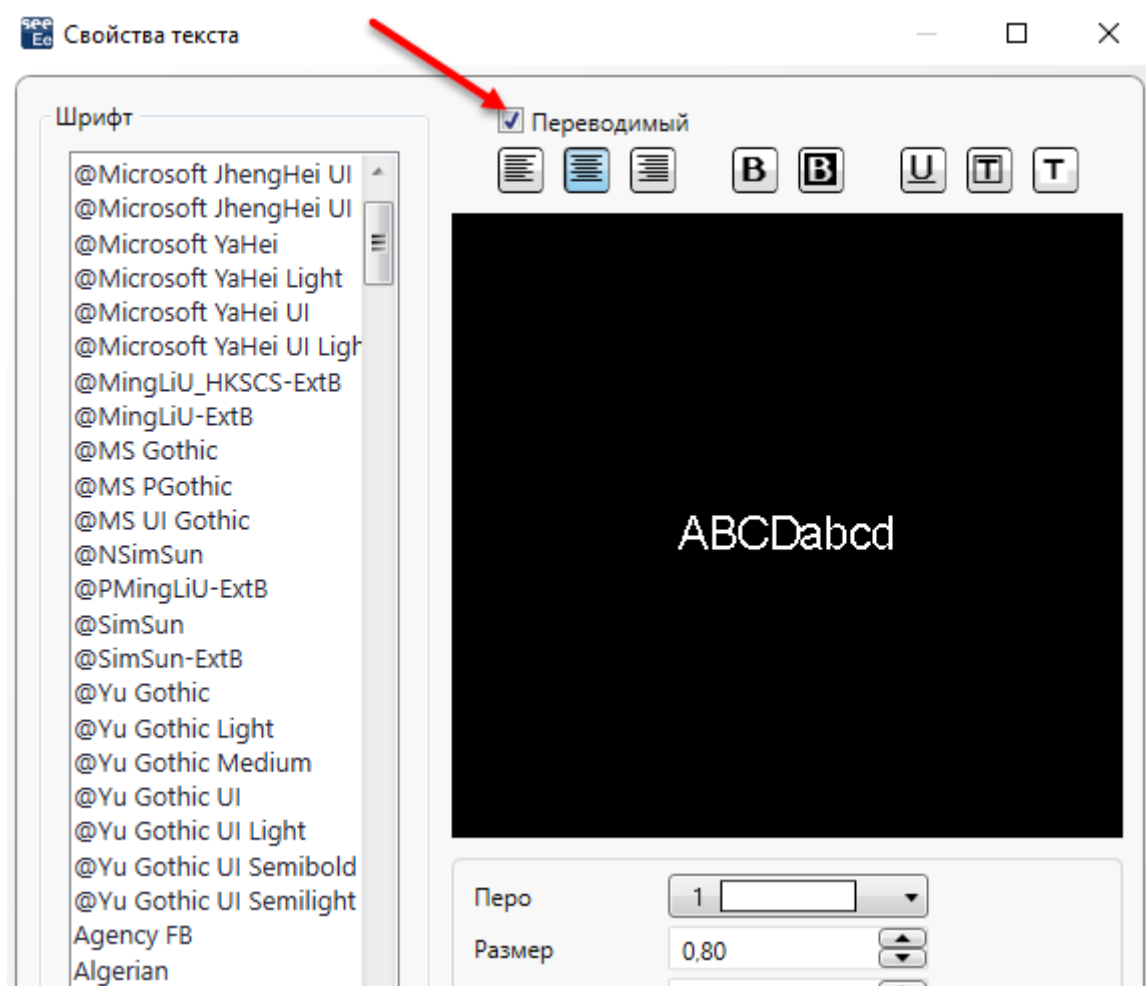 see
Ee
Свойства текста
Шрифт
@Microsoft JhengHei UI
@Microsoft JhengHei UI
@Microsoft YaHei
@Microsoft YaHei Light
@Microsoft YaHei UI
@Microsoft YaHei UI Ligh
@MingLiU_HKSCS-ExtB
@MingLiU-ExtB
@MS Gothic
@MS PGothic
@MS UI Gothic
@NSimSun
@PMingLiU-ExtB
@SimSun
@SimSun-ExtB
@Yu Gothic
@Yu Gothic Light
@Yu Gothic Medium
@Yu Gothic UI
@Yu Gothic UI Light
@Yu Gothic UI Semibold
@Yu Gothic UI Semilight
Agency FB
Algerian
Переводимый
B B U T T
ABCDabcd
Перо 1
Размер 0,80